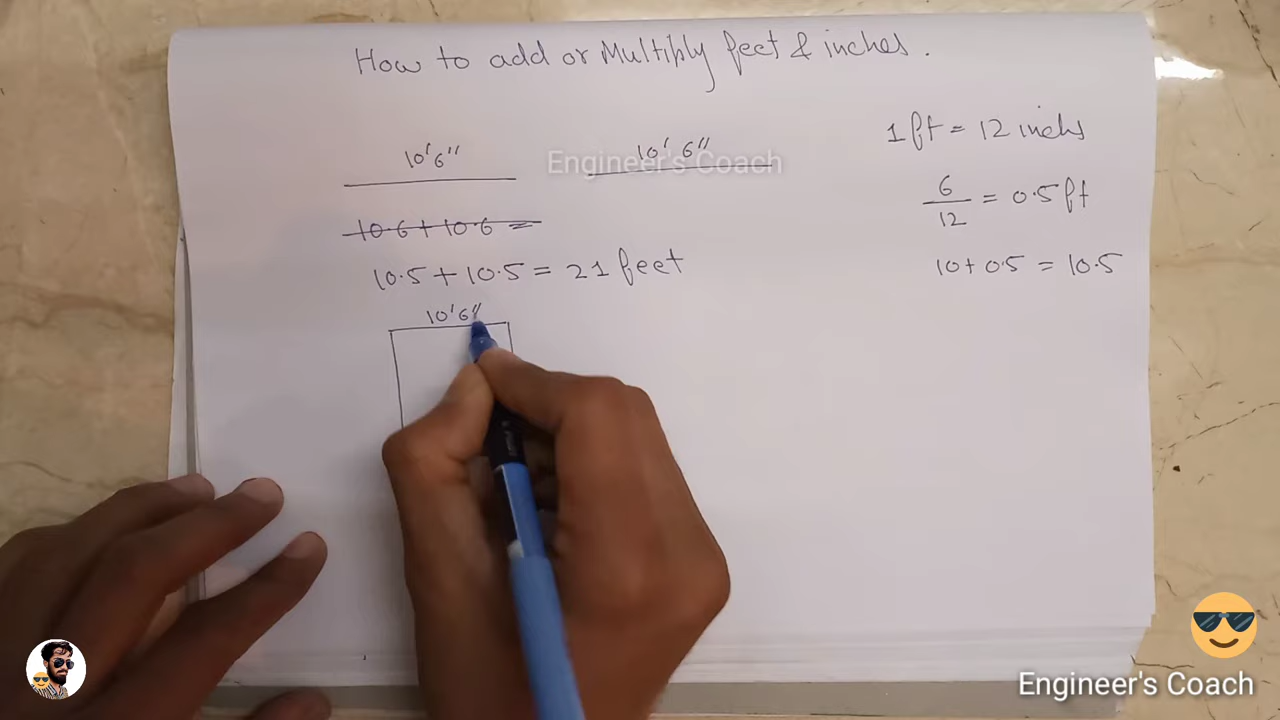 How to add or Multiply feet & inches.
10'6"
10' 6"
Engineer's Coach
10.6 + 10.6 =
10.5 + 10.5 = 21 feet
10'6"
1 ft = 12 inchs
6
12
= 0.5 ft
10 + 0.5 = 10.5
Engineer's Coach